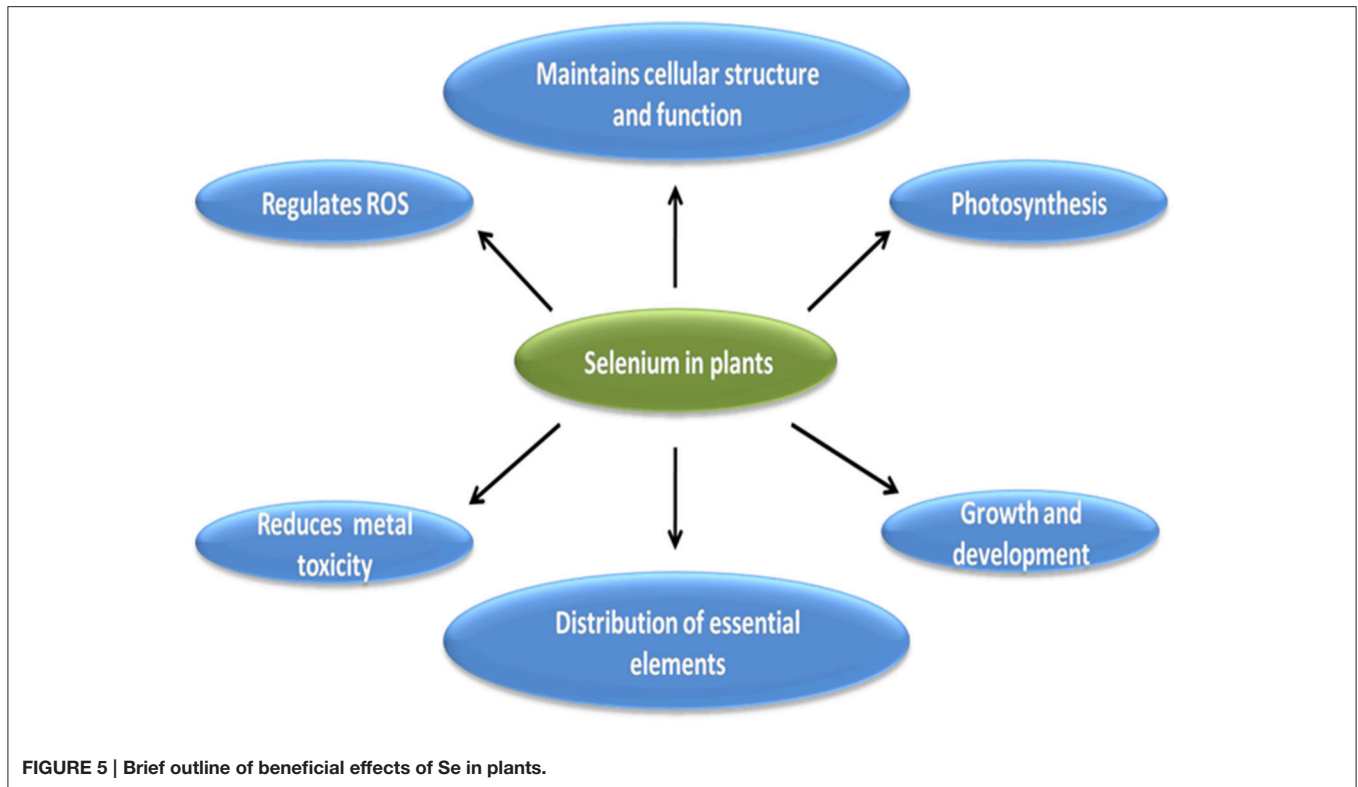 Maintains cellular structure
and function
Regulates ROS
Photosynthesis
Selenium in plants
Reduces metal
toxicity
Growth and
development
Distribution of essential
elements
FIGURE 5 | Brief outline of beneficial effects of Se in plants.